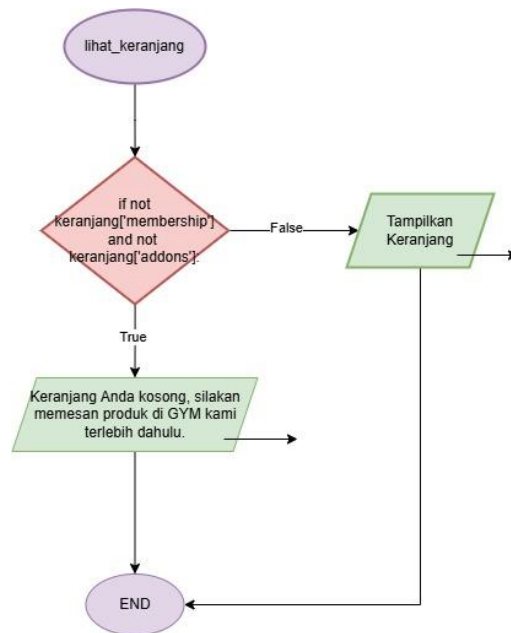 lihat_keranjang
if not
keranjang['membership']
and not
keranjang['addons']:
False
Tampilkan
Keranjang
True
Keranjang Anda kosong, silakan
memesan produk di GYM kami
terlebih dahulu.
END